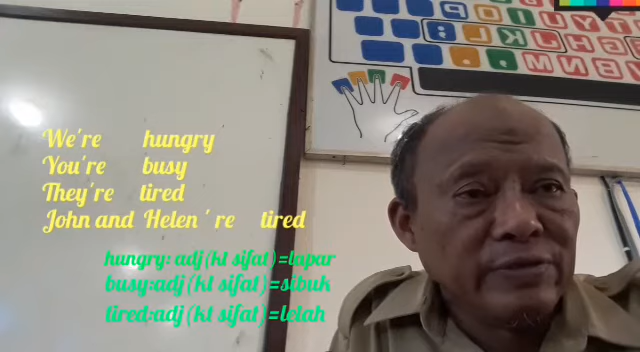 We're hungry
You're busy
They're tired
John and Helen 're tired
hungry: adj(kt sifat)=lapar
busy:adj(kt sifat)=sibuk
tired:adj(kt sifat)=lelah